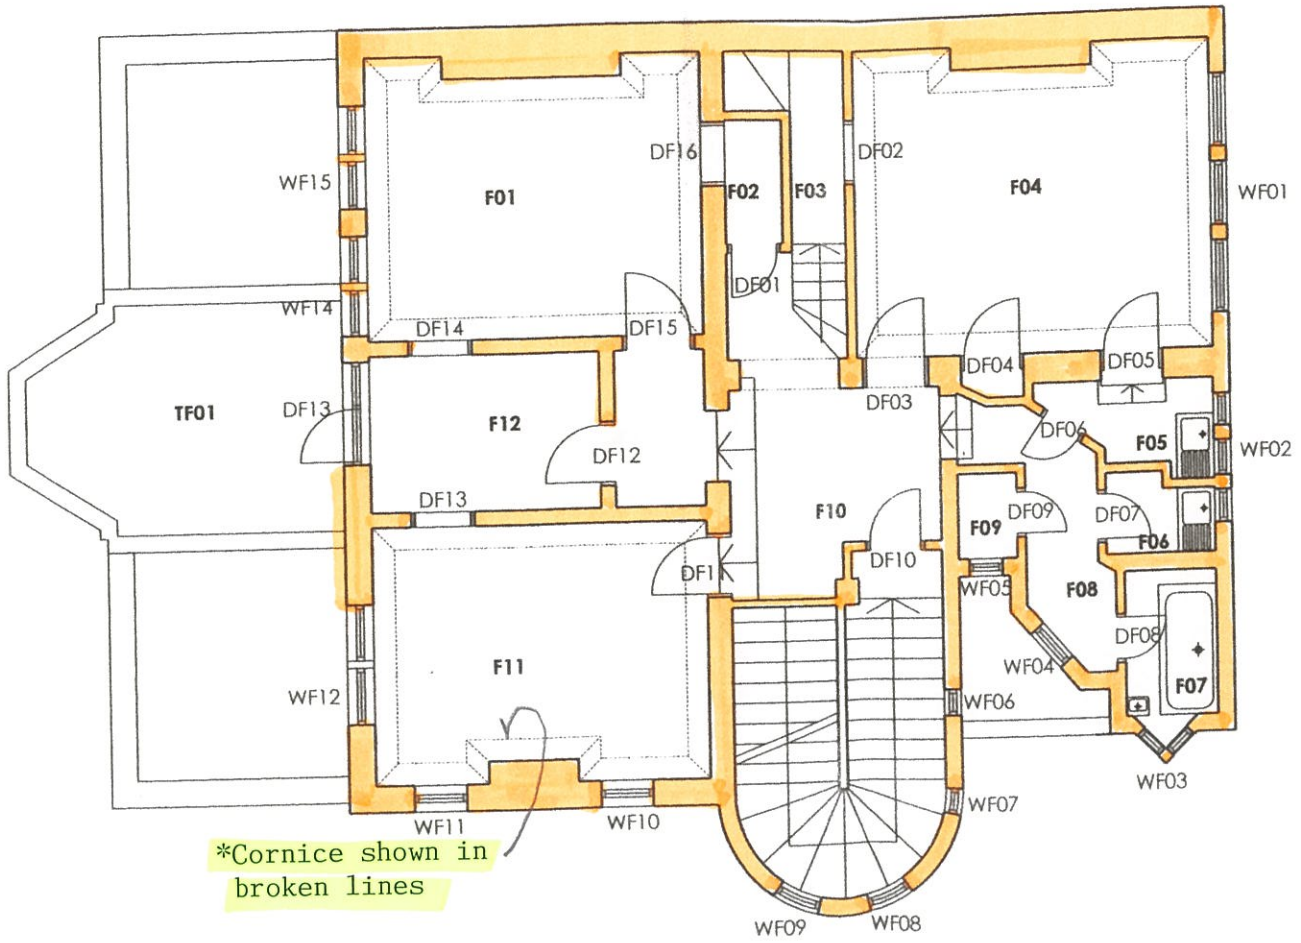 DF16
DF02
WF15
F01
F02
F03
F04
WF01
DF01
WF14
DF14
DF15
DF04
DF05
TF01
DF13
F12
DF03
DF06
F05
WF02
DF12
DF13
F10
F09
DF09
DF07
F06
DF11
DF10
WF05
F08
DF08
WF04
F11
WF12
WF06
F07
WF03
WF07
WF11
WF10
*Cornice shown in
broken lines
WF09
WF08